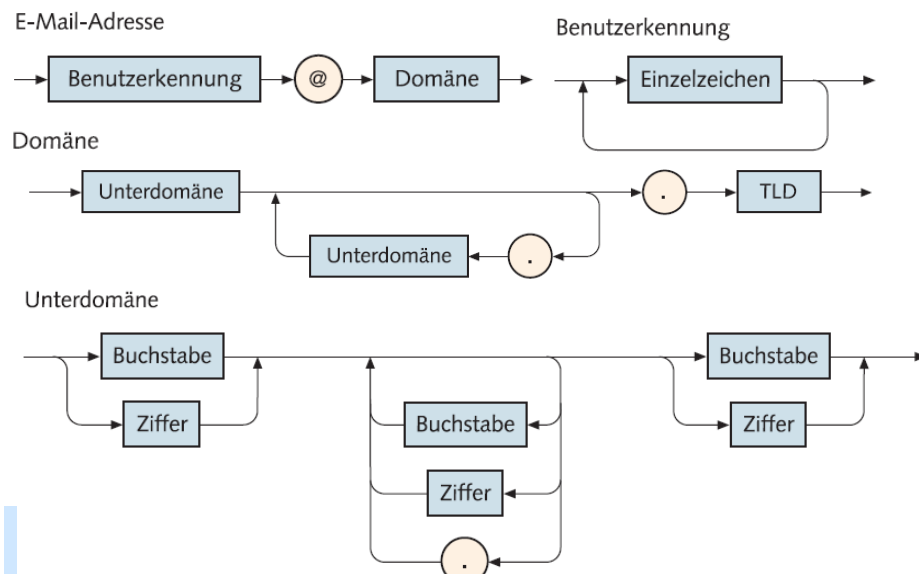 E-Mail-Adresse
Benutzerkennung @ Domäne
Benutzerkennung
Einzelzeichen
Domäne
Unterdomäne . TLD
Unterdomäne .
Unterdomäne
Buchstabe Buchstabe
Ziffer Buchstabe Ziffer
Ziffer
.